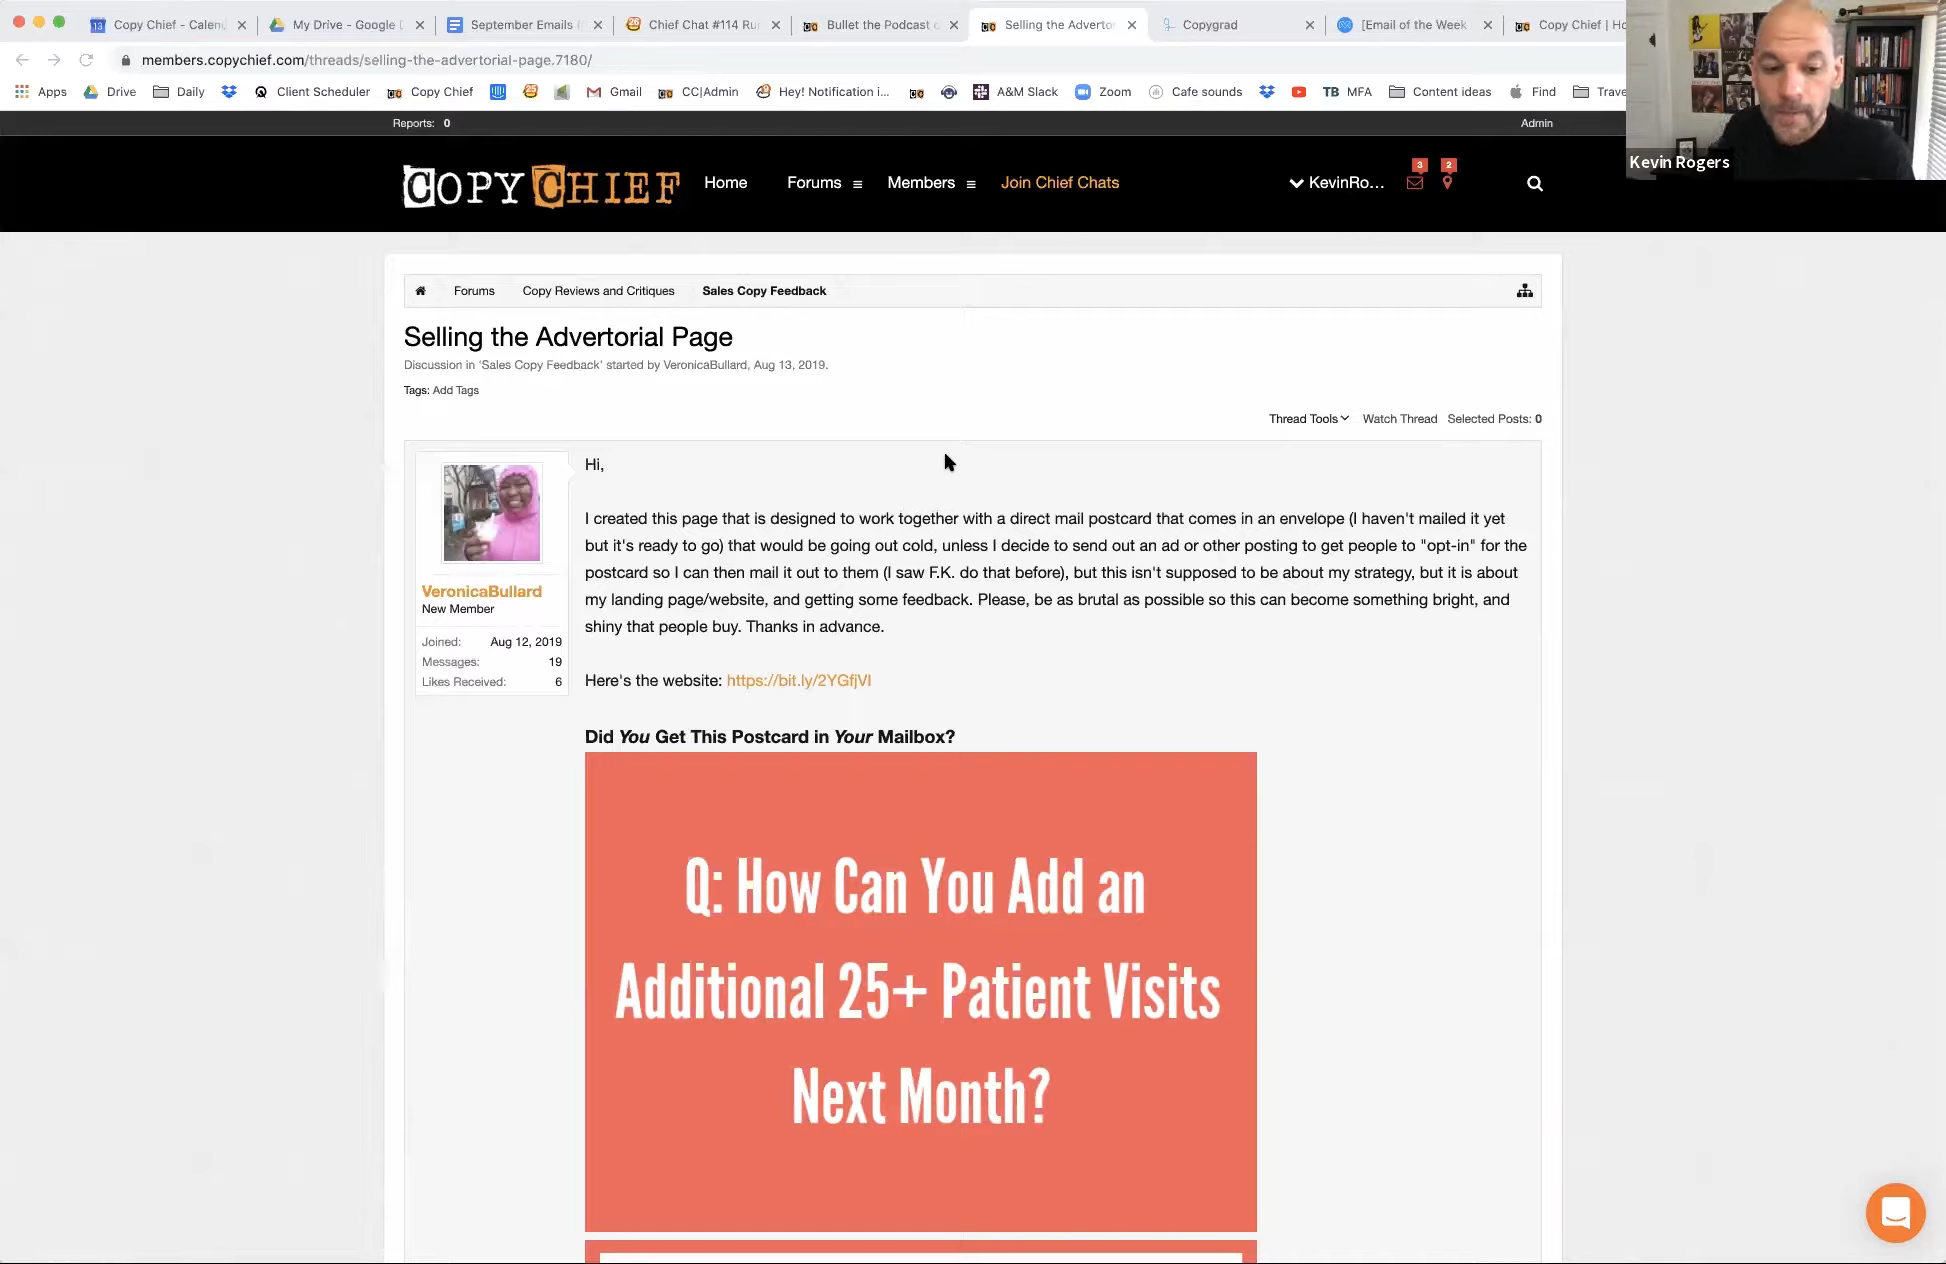 Copy Chief - Calen
My Drive - Google D
September Emails (
Chief Chat #114 Ru
Bullet the Podcast c
Selling the Advertor
Copygrad
[Email of the Week
Copy Chief | Ho
members.copychief.com/threads/selling-the-advertorial-page.7180/
Apps
Drive
Daily
Client Scheduler
Copy Chief
Gmail
CC|Admin
Hey! Notification i...
A&M Slack
Zoom
Cafe sounds
TB MFA
Content ideas
Find
Trave
Kevin Rogers
Reports: 0
Admin
COPY CHIEF
Home
Forums
Members
Join Chief Chats
KevinRo...
3
2
Forums
Copy Reviews and Critiques
Sales Copy Feedback
Selling the Advertorial Page
Discussion in 'Sales Copy Feedback' started by VeronicaBullard, Aug 13, 2019.
Tags: Add Tags
Thread Tools
Watch Thread
Selected Posts: 0
VeronicaBullard
New Member
Joined: Aug 12, 2019
Messages: 19
Likes Received: 6
Hi,
I created this page that is designed to work together with a direct mail postcard that comes in an envelope (I haven't mailed it yet
but it's ready to go) that would be going out cold, unless I decide to send out an ad or other posting to get people to "opt-in" for the
postcard so I can then mail it out to them (I saw F.K. do that before), but this isn't supposed to be about my strategy, but it is about
my landing page/website, and getting some feedback. Please, be as brutal as possible so this can become something bright, and
shiny that people buy. Thanks in advance.
Here's the website: https://bit.ly/2YGfjVI
Did You Get This Postcard in Your Mailbox?
Q: How Can You Add an
Additional 25+ Patient Visits
Next Month?